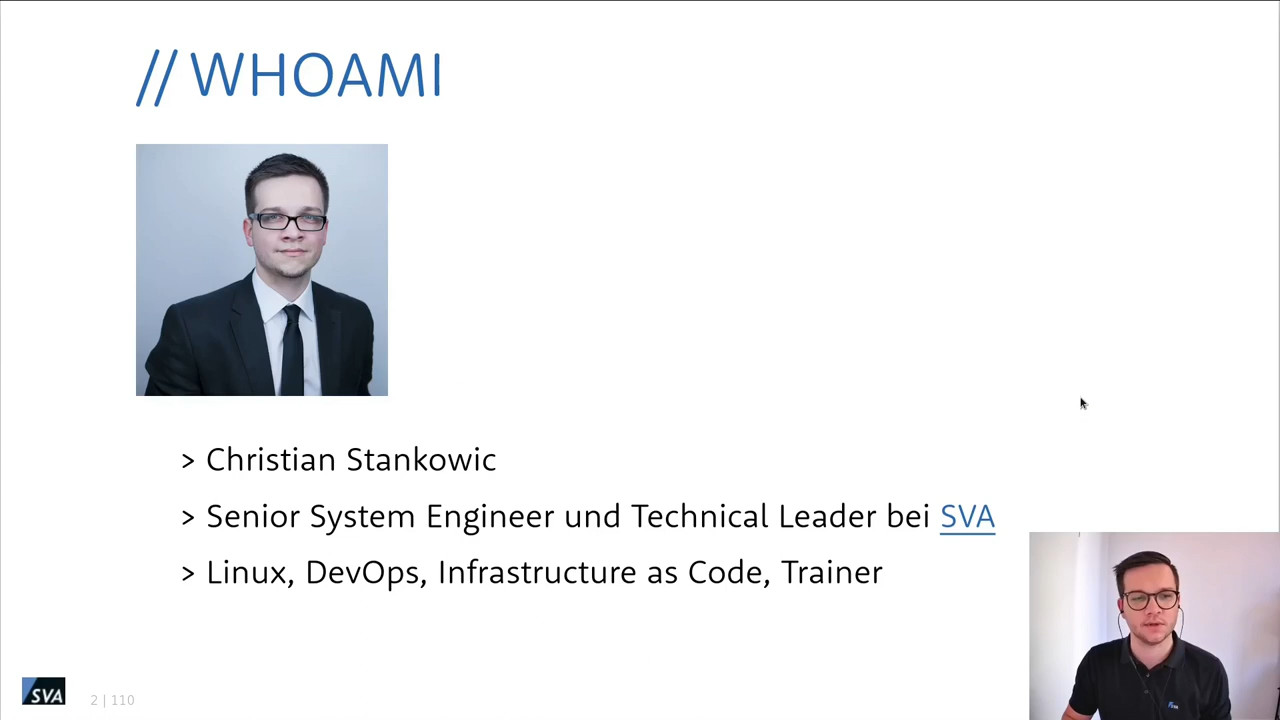 // WHOAMI
> Christian Stankowic
> Senior System Engineer und Technical Leader bei SVA
> Linux, DevOps, Infrastructure as Code, Trainer
SVA
2 | 110